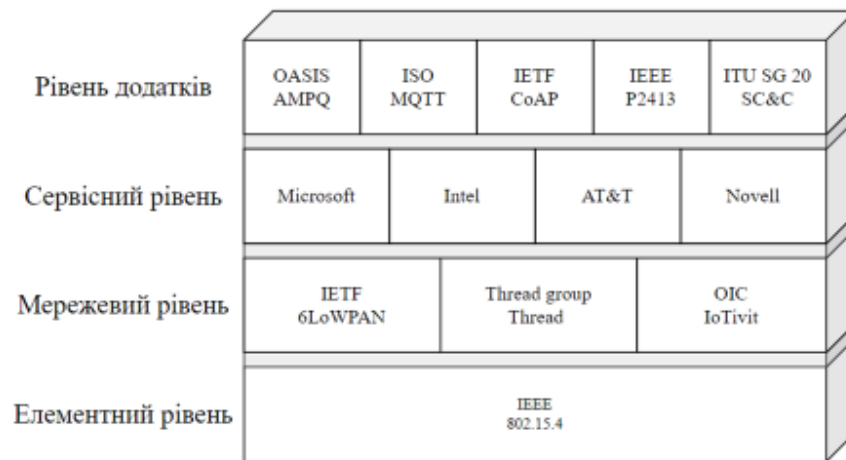 Рівень додатків
OASIS
AMPQ
ISO
MQTT
IETF
CoAP
IEEE
P2413
ITU SG 20
SC&C
Сервісний рівень
Microsoft
Intel
AT&T
Novell
Мережевий рівень
IETF
6LoWPAN
Thread group
Thread
OIC
IoTivit
Елементний рівень
IEEE
802.15.4